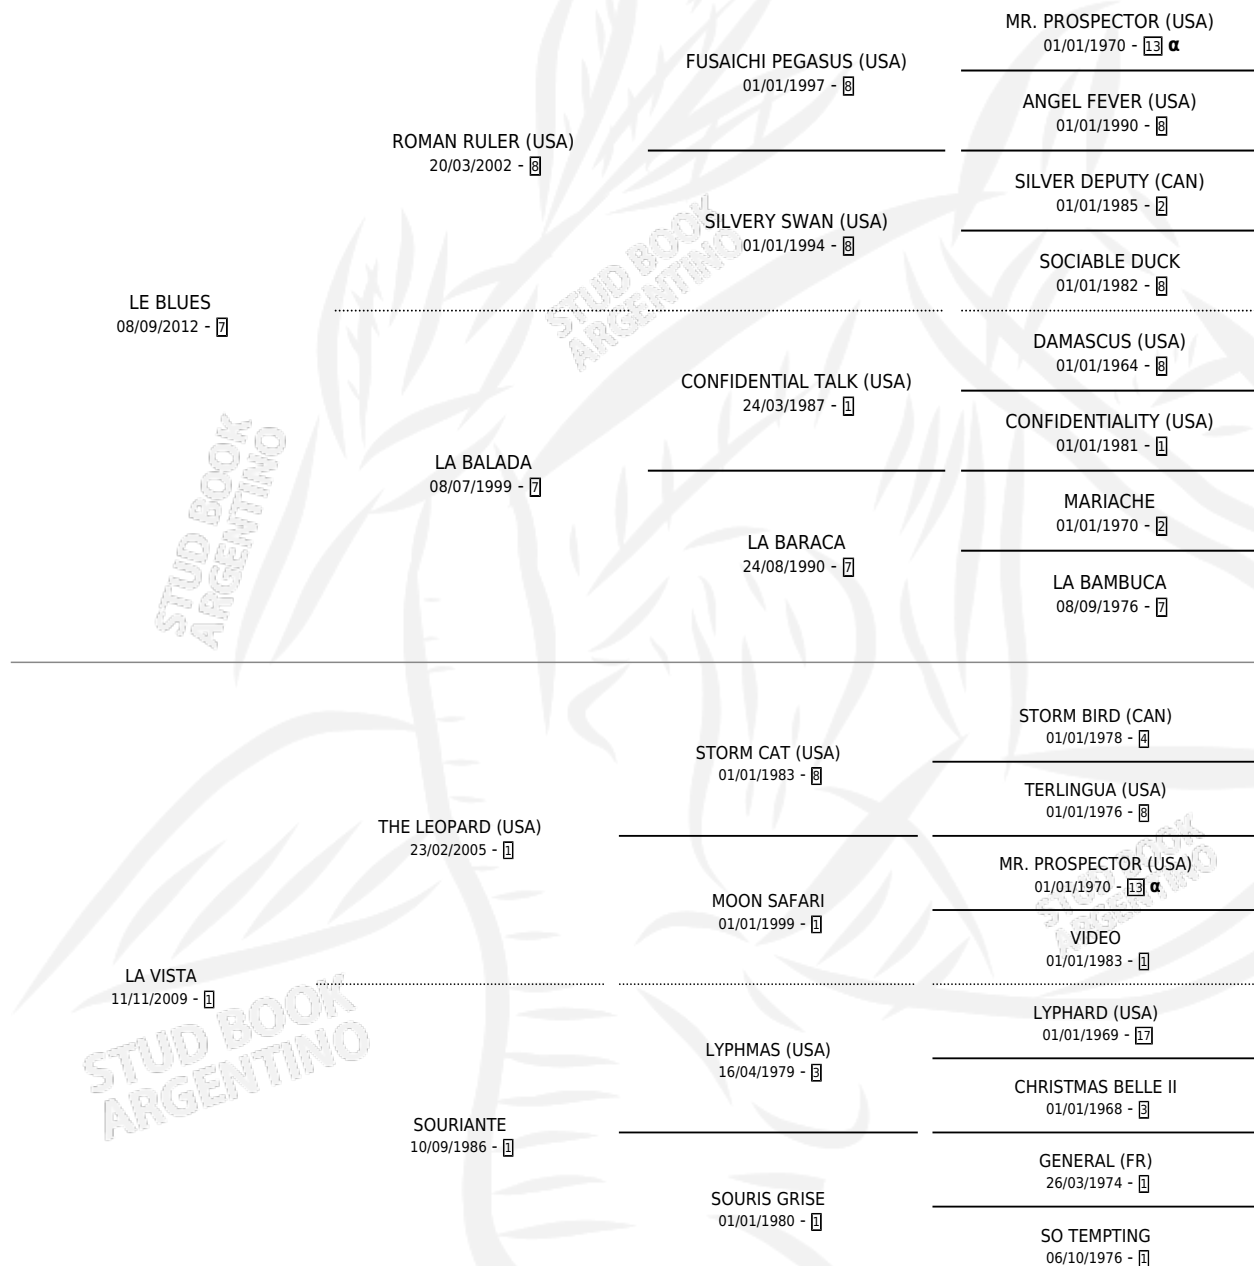 MR. PROSPECTOR (USA)
01/01/1970 - 13 α
FUSAICHI PEGASUS (USA)
01/01/1997 - 8
ANGEL FEVER (USA)
01/01/1990 - 8
ROMAN RULER (USA)
20/03/2002 - 8
SILVER DEPUTY (CAN)
01/01/1985 - 2
SILVERY SWAN (USA)
01/01/1994 - 8
SOCIABLE DUCK
01/01/1982 - 8
LE BLUES
08/09/2012 - 7
DAMASCUS (USA)
01/01/1964 - 8
CONFIDENTIAL TALK (USA)
24/03/1987 - 1
CONFIDENTIALITY (USA)
01/01/1981 - 1
LA BALADA
08/07/1999 - 7
MARIACHE
01/01/1970 - 2
LA BARACA
24/08/1990 - 7
LA BAMBUCA
08/09/1976 - 7
STORM BIRD (CAN)
01/01/1978 - 4
STORM CAT (USA)
01/01/1983 - 8
TERLINGUA (USA)
01/01/1976 - 8
THE LEOPARD (USA)
23/02/2005 - 1
MR. PROSPECTOR (USA)
01/01/1970 - 13 α
MOON SAFARI
01/01/1999 - 1
VIDEO
01/01/1983 - 1
LA VISTA
11/11/2009 - 1
LYPHARD (USA)
01/01/1969 - 17
LYPHMAS (USA)
16/04/1979 - 3
CHRISTMAS BELLE II
01/01/1968 - 3
SOURIANTE
10/09/1986 - 1
GENERAL (FR)
26/03/1974 - 1
SOURIS GRISE
01/01/1980 - 1
SO TEMPTING
06/10/1976 - 1
STUD BOOK
ARGENTINO
STUD BOOK
ARGENTINO
STUD BOOK
ARGENTINO
STUD BOOK
ARGENTINO